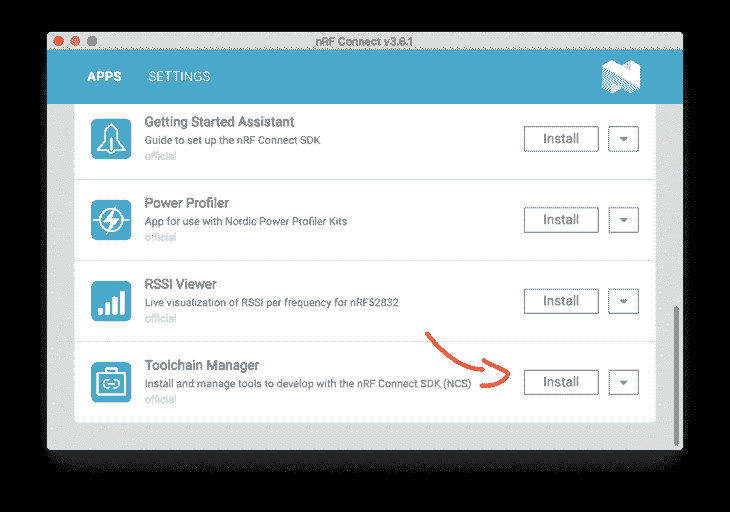 nRF Connect v3.6.1
APPS SETTINGS
Getting Started Assistant
Guide to set up the nRF Connect SDK
official
Install
Power Profiler
App for use with Nordic Power Profiler Kits
official
Install
RSSI Viewer
Live visualization of RSSI per frequency for nRF52832
official
Install
Toolchain Manager
Install and manage tools to develop with the nRF Connect SDK (NCS)
official
Install